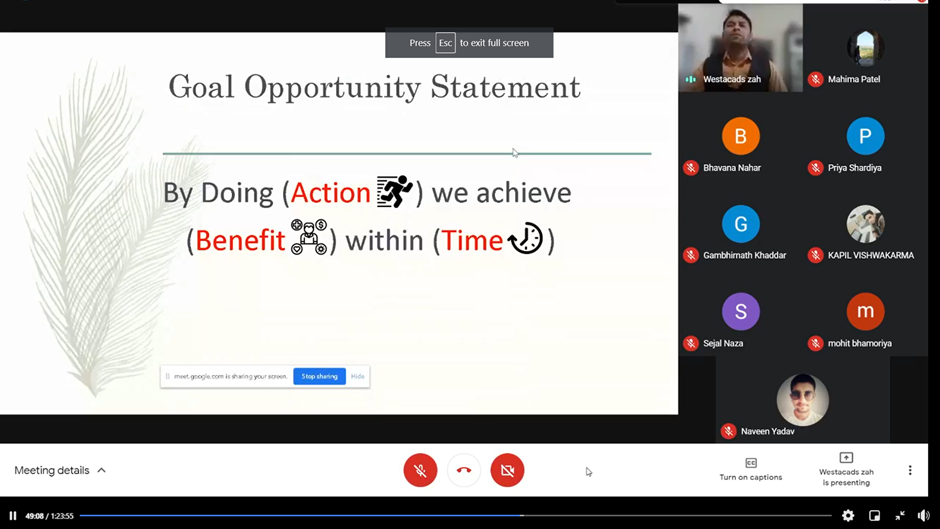 Press Esc to exit full screen
Goal Opportunity Statement
By Doing (Action ) we achieve
(Benefit ) within (Time )
meet.google.com is sharing your screen.
Stop sharing
Hide
Westacads zah
Mahima Patel
B
Bhavana Nahar
P
Priya Shardiya
G
Gambhirnath Khaddar
KAPIL VISHWAKARMA
S
Sejal Naza
m
mohit bhamoriya
Naveen Yadav
Meeting details
CC
Turn on captions
Westacads zah
is presenting
49:08 / 1:23:55